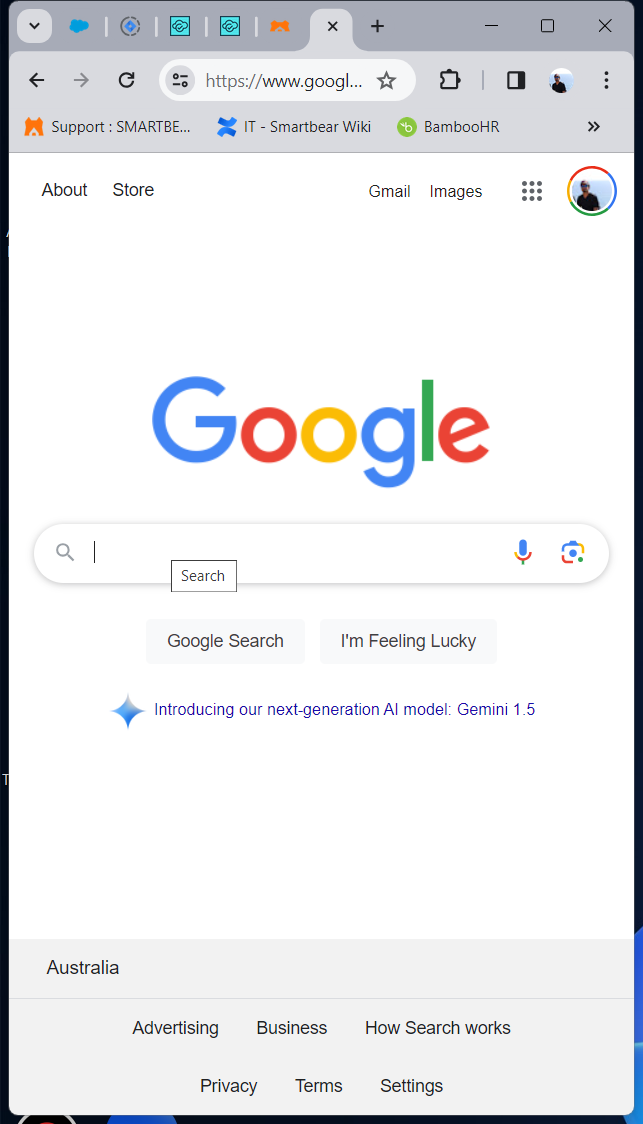 https://www.googl...
Support : SMARTBE... IT - Smartbear Wiki BambooHR
About Store Gmail Images
Google
Search
Google Search I'm Feeling Lucky
Introducing our next-generation AI model: Gemini 1.5
Australia
Advertising Business How Search works
Privacy Terms Settings